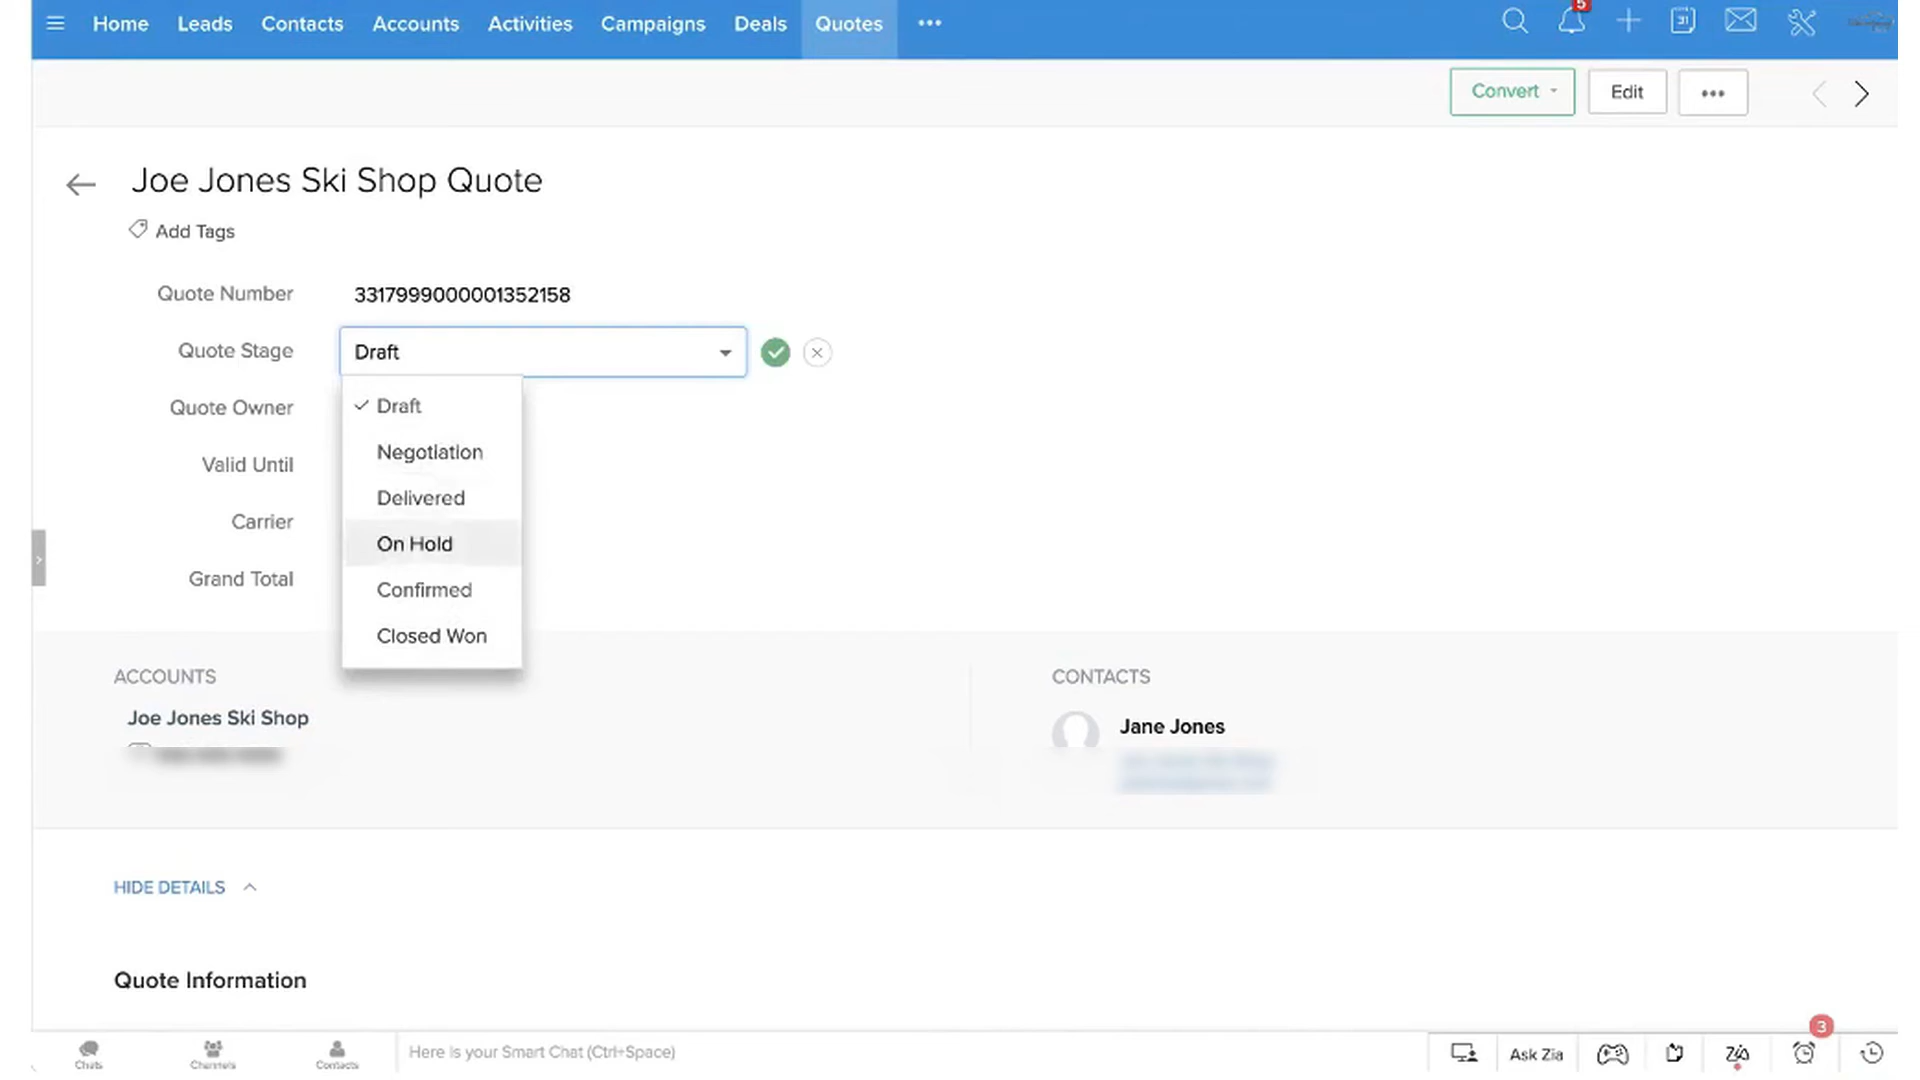 Home Leads Contacts Accounts Activities Campaigns Deals Quotes ••• 5 31
Convert Edit •••
Joe Jones Ski Shop Quote
Add Tags
Quote Number 3317999000001352158
Quote Stage Draft
Quote Owner
Valid Until
Carrier
Grand Total
Draft
Negotiation
Delivered
On Hold
Confirmed
Closed Won
ACCOUNTS
Joe Jones Ski Shop
CONTACTS
Jane Jones
HIDE DETAILS
Quote Information
Chats Channels Contacts Here is your Smart Chat (Ctrl+Space) Ask Zia 3